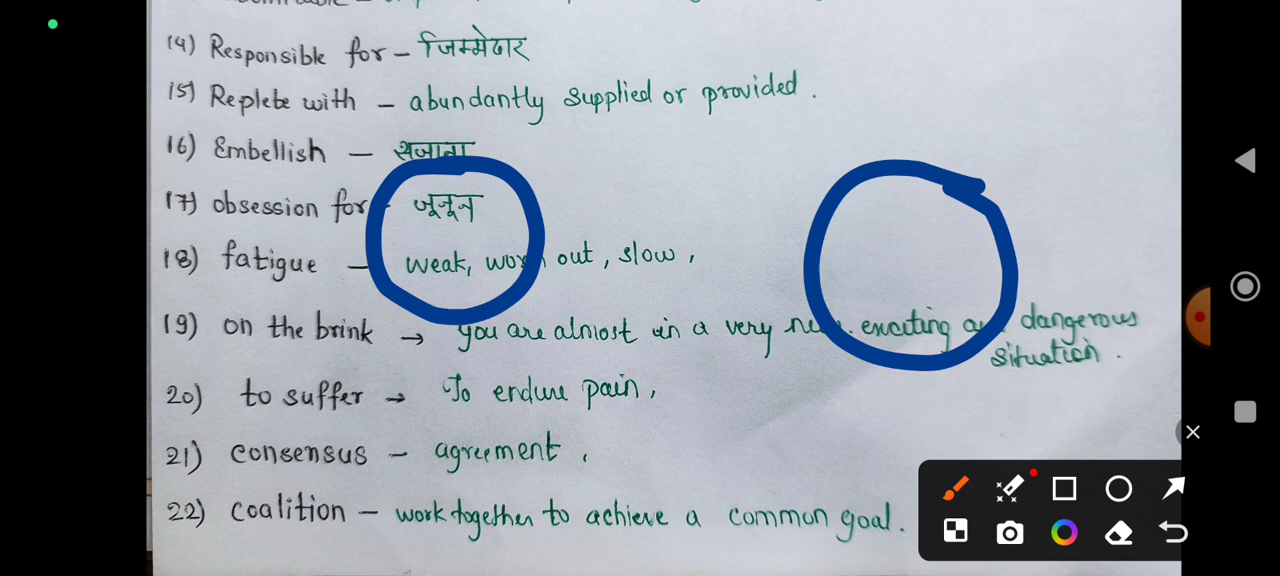 14) Responsible for – जिम्मेदार
15) Replete with – abundantly supplied or provided.
16) Embellish – सजाना
17) obsession for – जूनून
18) fatigue – weak, worn out, slow,
19) on the brink → you are almost in a very new exciting dangerous
situation.
20) to suffer → To endure pain,
21) consensus – agreement,
22) coalition – work together to achieve a common goal.